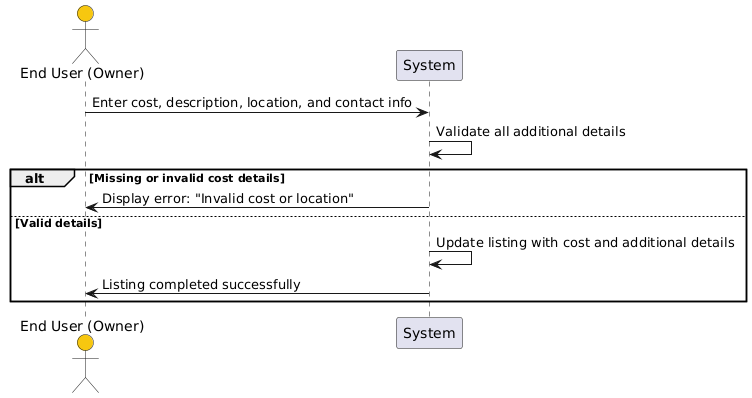 End User (Owner)
System
Enter cost, description, location, and contact info
Validate all additional details
alt
[Missing or invalid cost details]
Display error: "Invalid cost or location"
[Valid details]
Update listing with cost and additional details
Listing completed successfully
End User (Owner)
System